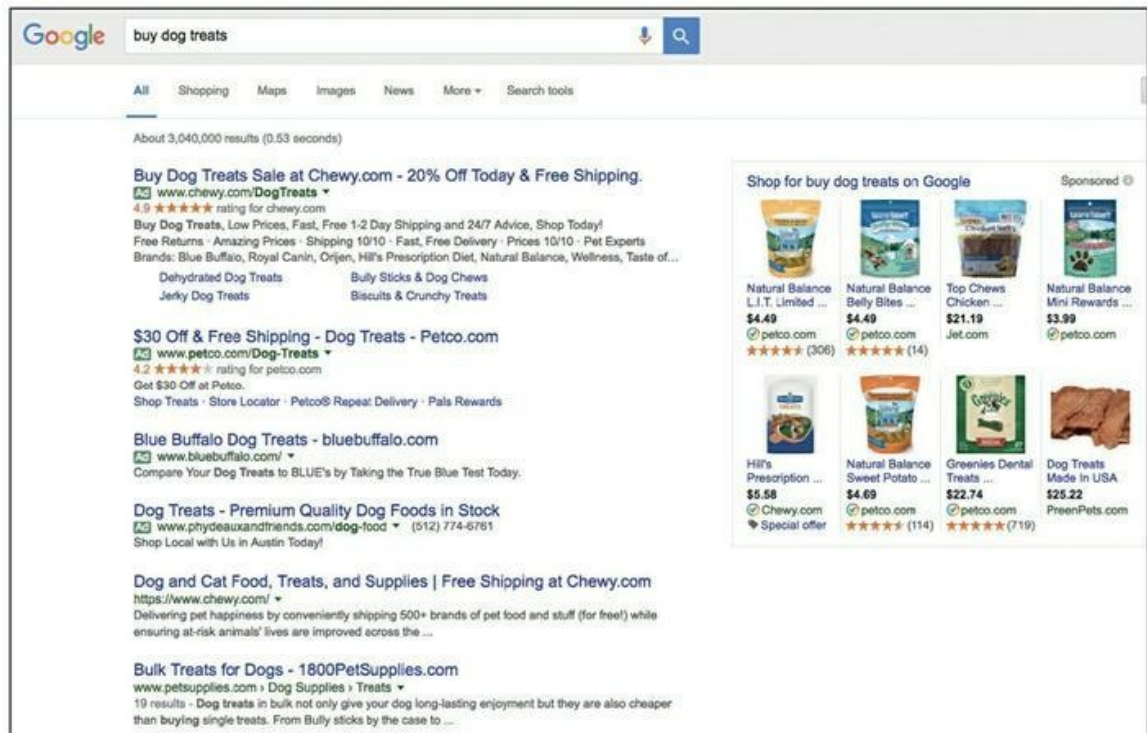 Google
buy dog treats
All Shopping Maps Images News More Search tools
About 3,040,000 results (0.53 seconds)
Buy Dog Treats Sale at Chewy.com - 20% Off Today & Free Shipping.
Ad www.chewy.com/DogTreats
4.9 ★★★★★ rating for chewy.com
Buy Dog Treats, Low Prices, Fast, Free 1-2 Day Shipping and 24/7 Advice, Shop Today!
Free Returns · Amazing Prices · Shipping 10/10 · Fast, Free Delivery · Prices 10/10 · Pet Experts
Brands: Blue Buffalo, Royal Canin, Orijen, Hill's Prescription Diet, Natural Balance, Wellness, Taste of...
Dehydrated Dog Treats Bully Sticks & Dog Chews
Jerky Dog Treats Biscuits & Crunchy Treats
$30 Off & Free Shipping - Dog Treats - Petco.com
Ad www.petco.com/Dog-Treats
4.2 ★★★★★ rating for petco.com
Get $30 Off at Petco.
Shop Treats · Store Locator · Petco® Repeat Delivery · Pals Rewards
Blue Buffalo Dog Treats - bluebuffalo.com
Ad www.bluebuffalo.com/
Compare Your Dog Treats to BLUE's by Taking the True Blue Test Today.
Dog Treats - Premium Quality Dog Foods in Stock
Ad www.phydeauxandfriends.com/dog-food (512) 774-6761
Shop Local with Us in Austin Today!
Dog and Cat Food, Treats, and Supplies | Free Shipping at Chewy.com
https://www.chewy.com/
Delivering pet happiness by conveniently shipping 500+ brands of pet food and stuff (for free!) while
ensuring at-risk animals' lives are improved across the ...
Bulk Treats for Dogs - 1800PetSupplies.com
www.petsupplies.com › Dog Supplies › Treats
19 results - Dog treats in bulk not only give your dog long-lasting enjoyment but they are also cheaper
than buying single treats. From Bully sticks by the case to ...
Shop for buy dog treats on Google Sponsored
Natural Balance Natural Balance Top Chews Natural Balance
L.I.T. Limited ... Belly Bites ... Chicken ... Mini Rewards ...
$4.49 $4.49 $21.19 $3.99
petco.com petco.com Jet.com petco.com
★★★★★ (306) ★★★★★ (14)
Greenies
Hill's Natural Balance Greenies Dental Dog Treats
Prescription ... Sweet Potato ... Treats ... Made In USA
$5.58 $4.69 $22.74 $25.22
Chewy.com petco.com petco.com PreenPets.com
Special offer ★★★★★ (114) ★★★★★ (719)